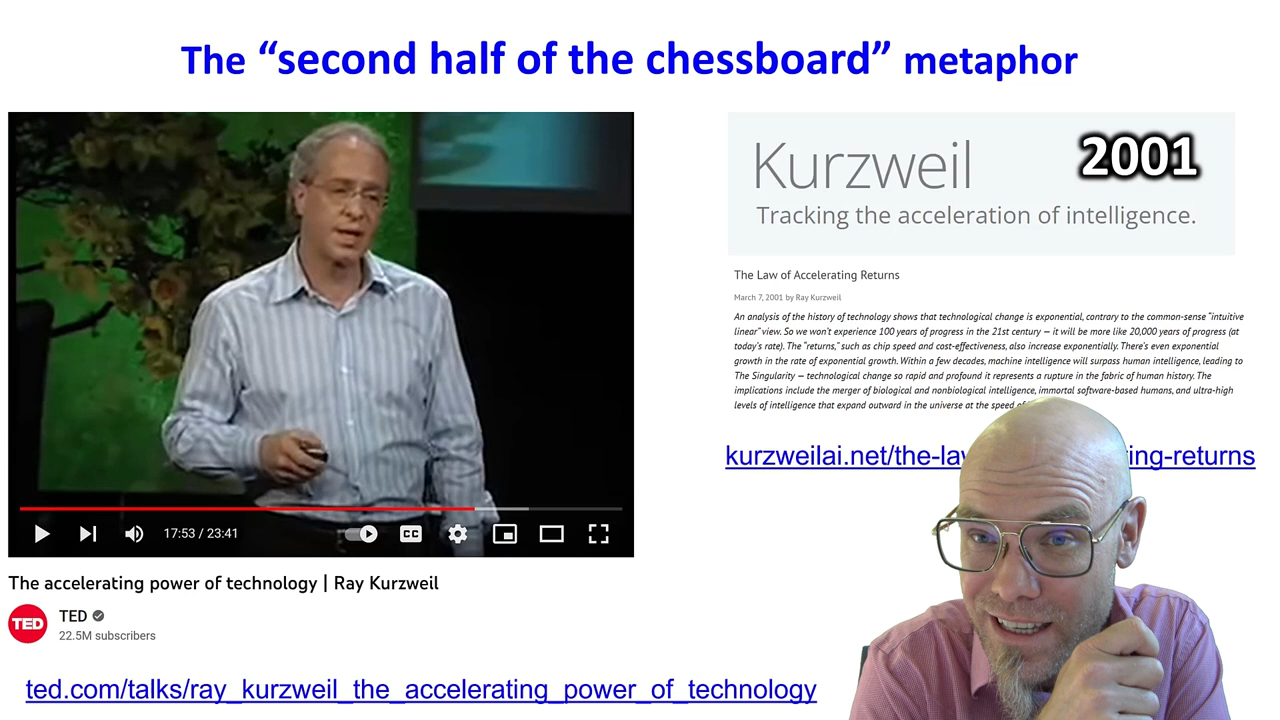 The “second half of the chessboard” metaphor
17:53 / 23:41
CC
The accelerating power of technology | Ray Kurzweil
TED
TED
22.5M subscribers
ted.com/talks/ray_kurzweil_the_accelerating_power_of_technology
Kurzweil
2001
Tracking the acceleration of intelligence.
The Law of Accelerating Returns
March 7, 2001 by Ray Kurzweil
An analysis of the history of technology shows that technological change is exponential, contrary to the common-sense “intuitive
linear” view. So we won’t experience 100 years of progress in the 21st century — it will be more like 20,000 years of progress (at
today’s rate). The “returns,” such as chip speed and cost-effectiveness, also increase exponentially. There’s even exponential
growth in the rate of exponential growth. Within a few decades, machine intelligence will surpass human intelligence, leading to
The Singularity — technological change so rapid and profound it represents a rupture in the fabric of human history. The
implications include the merger of biological and nonbiological intelligence, immortal software-based humans, and ultra-high
levels of intelligence that expand outward in the universe at the speed
kurzweilai.net/the-la ing-returns